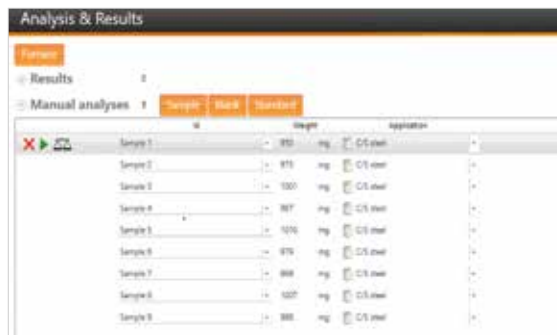 Analysis & Results
Furnace
Results
Manual analyses Sample Blank Standard
Id Weight Application
Sample 1 mg C/S steel
Sample 2 mg C/S steel
Sample 3 1001 mg C/S steel
Sample 4 mg C/S steel
Sample 5 mg C/S steel
Sample 6 mg C/S steel
Sample 7 mg C/S steel
Sample 8 1007 mg C/S steel
Sample 9 mg C/S steel